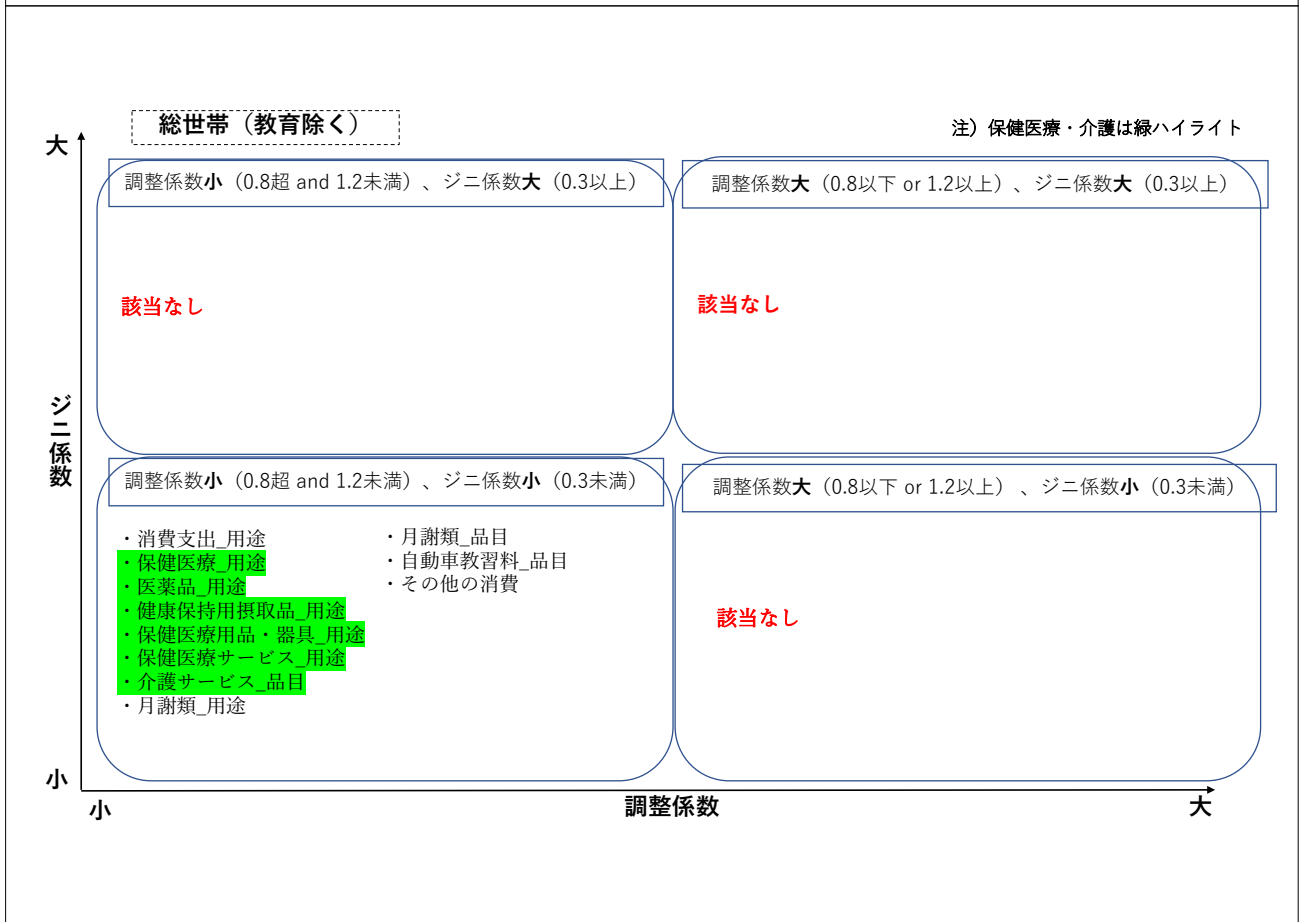 総世帯（教育除く）
注）保健医療・介護は緑ハイライト
大
調整係数小（0.8超 and 1.2未満）、ジニ係数大（0.3以上）
該当なし
調整係数大（0.8以下 or 1.2以上）、ジニ係数大（0.3以上）
該当なし
ジニ係数
調整係数小（0.8超 and 1.2未満）、ジニ係数小（0.3未満）
・消費支出_用途
・保健医療_用途
・医薬品_用途
・健康保持用摂取品_用途
・保健医療用品・器具_用途
・保健医療サービス_用途
・介護サービス_品目
・月謝類_用途
・月謝類_品目
・自動車教習料_品目
・その他の消費
調整係数大（0.8以下 or 1.2以上）、ジニ係数小（0.3未満）
該当なし
小
小
調整係数
大